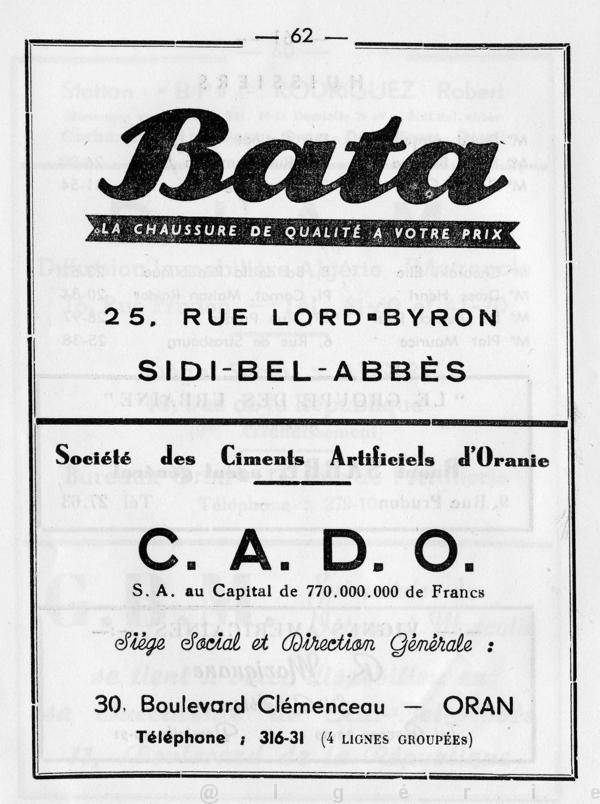 — 62 —
Bata
LA CHAUSSURE DE QUALITÉ A VOTRE PRIX
25, RUE LORD-BYRON
SIDI-BEL-ABBÈS
Société des Ciments Artificiels d'Oranie
C. A. D. O.
S. A. au Capital de 770.000.000 de Francs
Siège Social et Direction Générale :
30, Boulevard Clémenceau — ORAN
Téléphone : 316-31 (4 LIGNES GROUPÉES)
@ l g é r i e